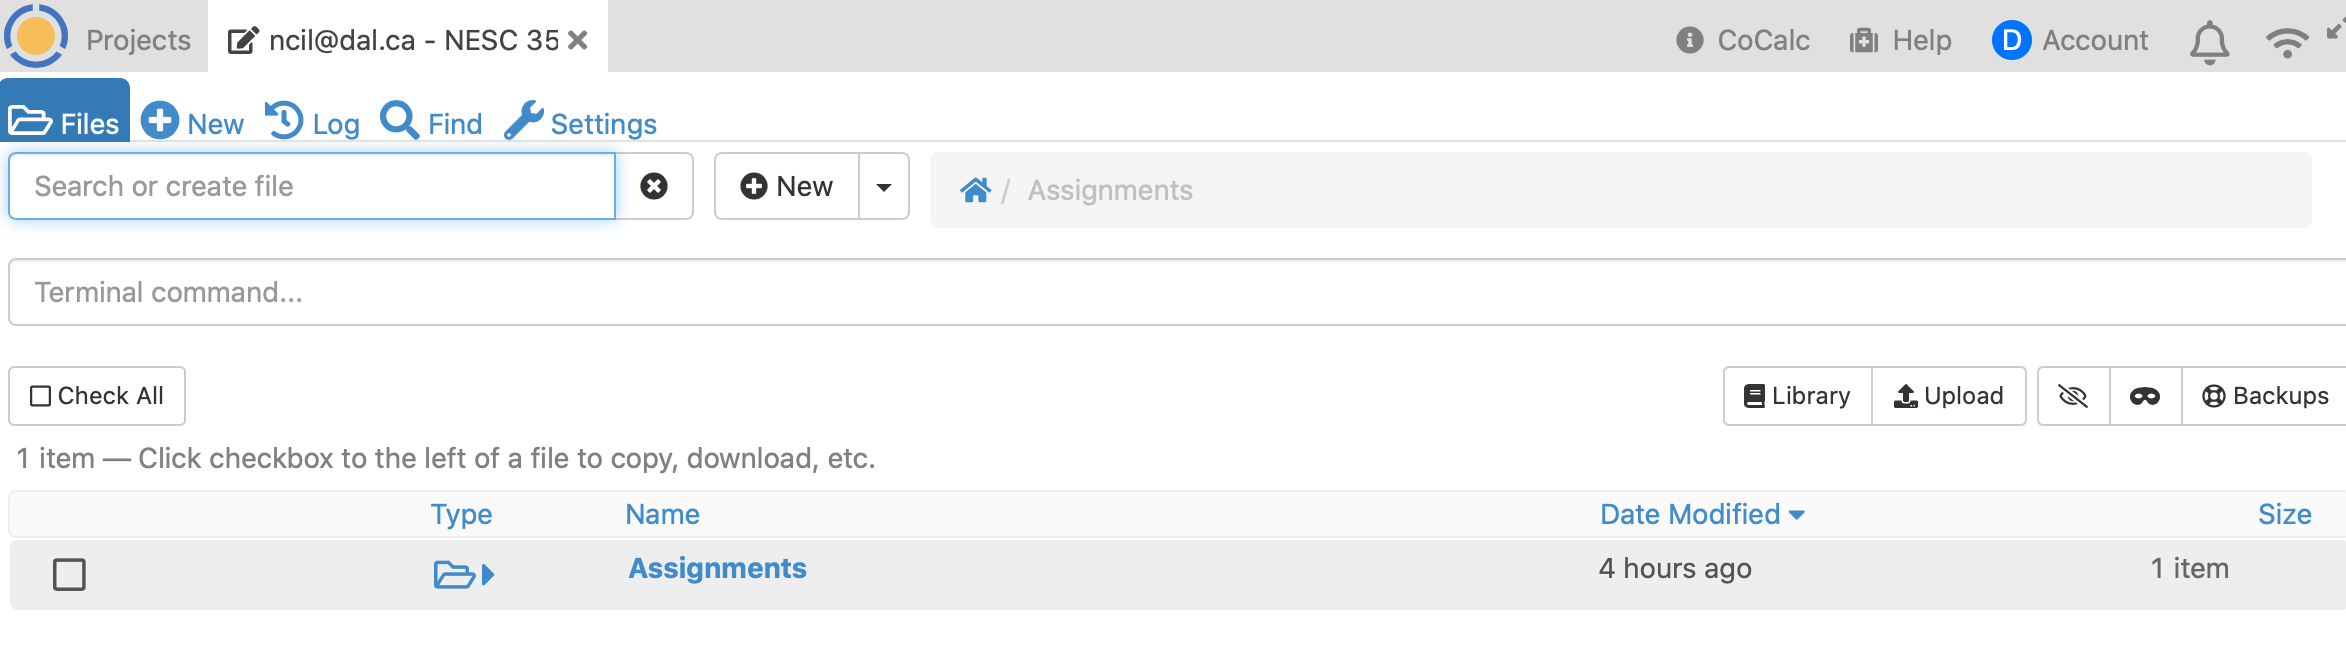 Projects ncil@dal.ca - NESC 35 CoCalc Help D Account
Files New Log Find Settings
Search or create file New / Assignments
Terminal command...
Check All Library Upload Backups
1 item — Click checkbox to the left of a file to copy, download, etc.
Type Name Date Modified Size
Assignments 4 hours ago 1 item